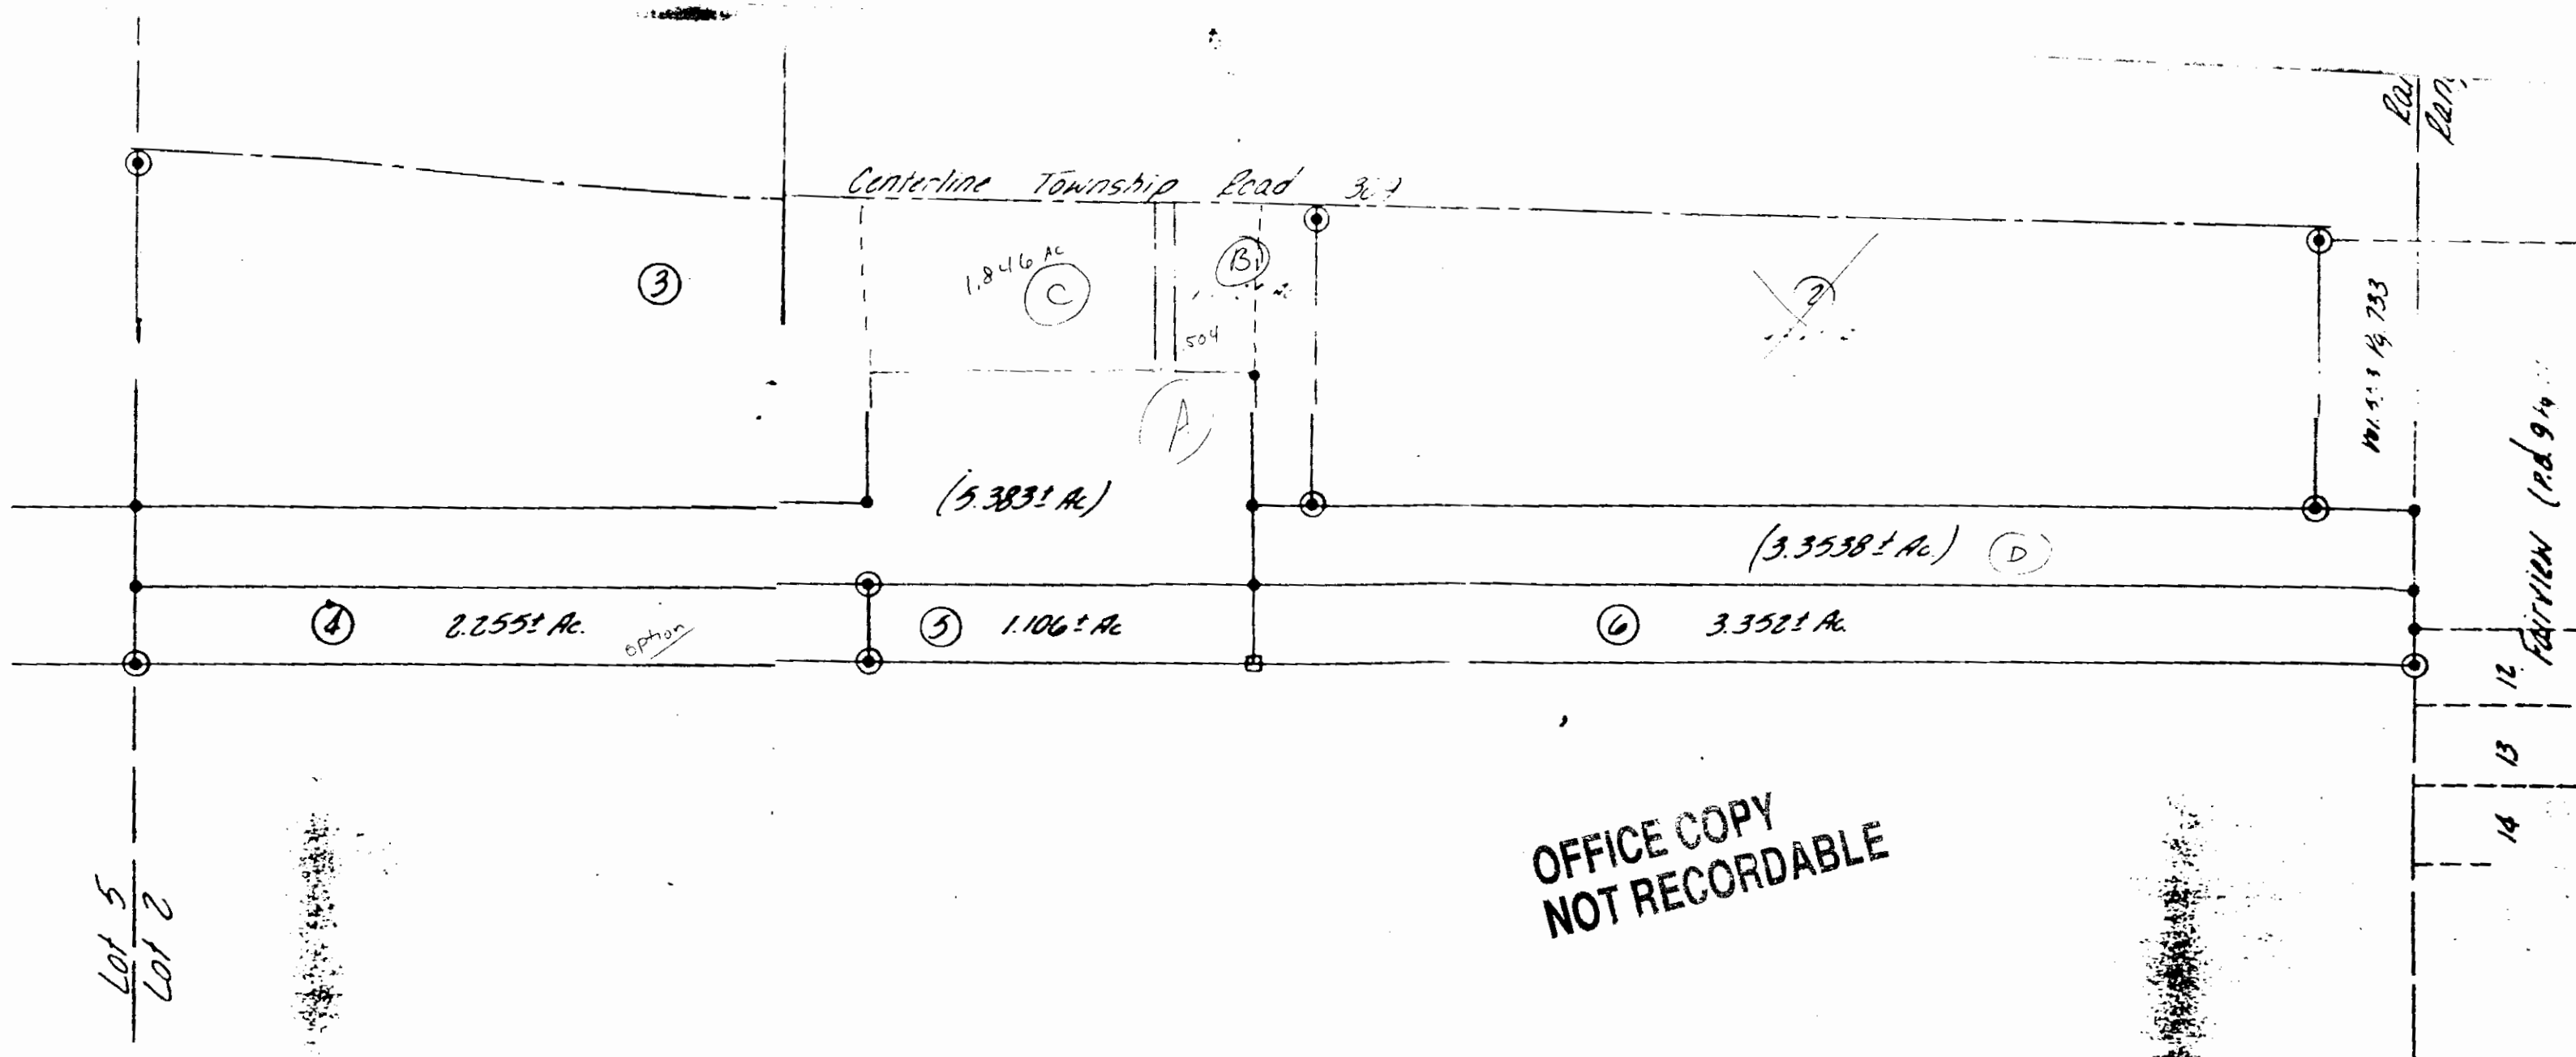 Centerline Township Road
3
1.846 AC
C
B
.504
2
Pg. 733
A
(5.383± Ac)
(3.3538± Ac.) D
4 2.255± Ac.
option
5 1.106± Ac
6 3.352± Ac.
Fairview
12
13
14
Lot 5
Lot 2
OFFICE COPY
NOT RECORDABLE